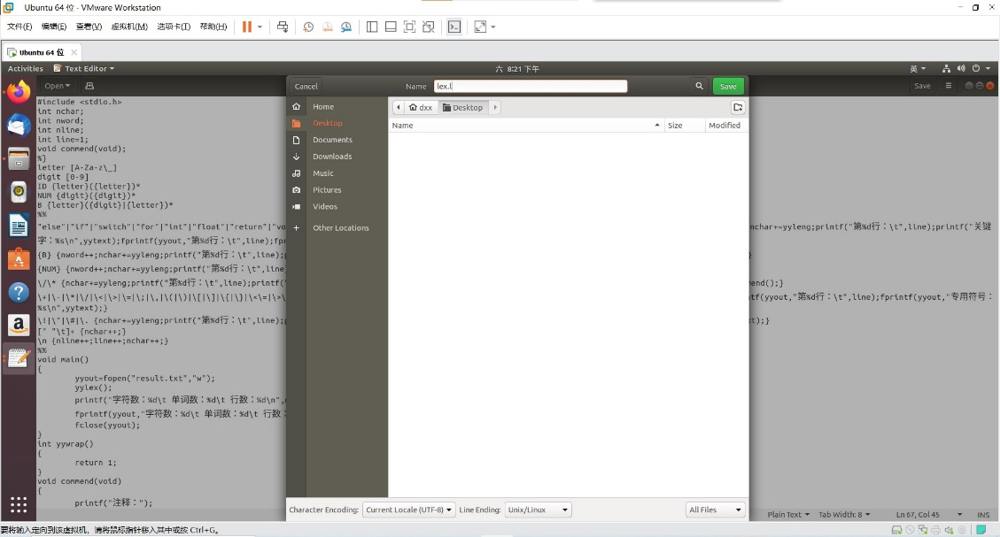 Ubuntu 64 位 - VMware Workstation
文件(F) 编辑(E) 查看(V) 虚拟机(M) 选项卡(T) 帮助(H)
Ubuntu 64 位
Activities Text Editor 六 8:21 下午 英
Open Cancel Name lex.l Save Save
#include <stdio.h>
int nchar;
int nword;
int nline;
int line=1;
void commend(void);
%}
letter [A-Za-z\_]
digit [0-9]
ID {letter}({letter})*
NUM {digit}({digit})*
B {letter}({digit}|{letter})*
%%
"else"|"if"|"switch"|"for"|"int"|"float"|"return"|"vo
nchar+=yyleng;printf("第%d行：\t",line);printf("关键
字：%s\n",yytext);fprintf(yyout,"第%d行：\t",line);fp
{B} {nword++;nchar+=yyleng;printf("第%d行：\t",line);
}
{NUM} {nword++;nchar+=yyleng;printf("第%d行：\t",line
\/\* {nchar+=yyleng;printf("第%d行：\t",line);print
mend();}
\+|\-|\*|\/|\<|\>|\=|\;|\,|\(|\)|\[|\]|\{|\}|\<\=|\>\
tf(yyout,"第%d行：\t",line);fprintf(yyout,"专用符号：
%s\n",yytext);}
\!|\"|\#|\. {nchar+=yyleng;printf("第%d行：\t",line);
xt);}
[" "\t]+ {nchar++;}
\n {nline++;line++;nchar++;}
%%
void main()
{
yyout=fopen("result.txt","w");
yylex();
printf("字符数：%d\t 单词数：%d\t 行数：%d\n",
fprintf(yyout,"字符数：%d\t 单词数：%d\t 行数：
fclose(yyout);
}
int yywrap()
{
return 1;
}
void commend(void)
{
printf("注释：");
Home
Desktop
Documents
Downloads
Music
Pictures
Videos
+ Other Locations
dxx Desktop
Name Size Modified
Character Encoding: Current Locale (UTF-8) Line Ending: Unix/Linux All Files
Plain Text Tab Width: 8 Ln 67, Col 45 INS
要将输入定向到该虚拟机，请将鼠标指针移入其中或按 Ctrl+G。